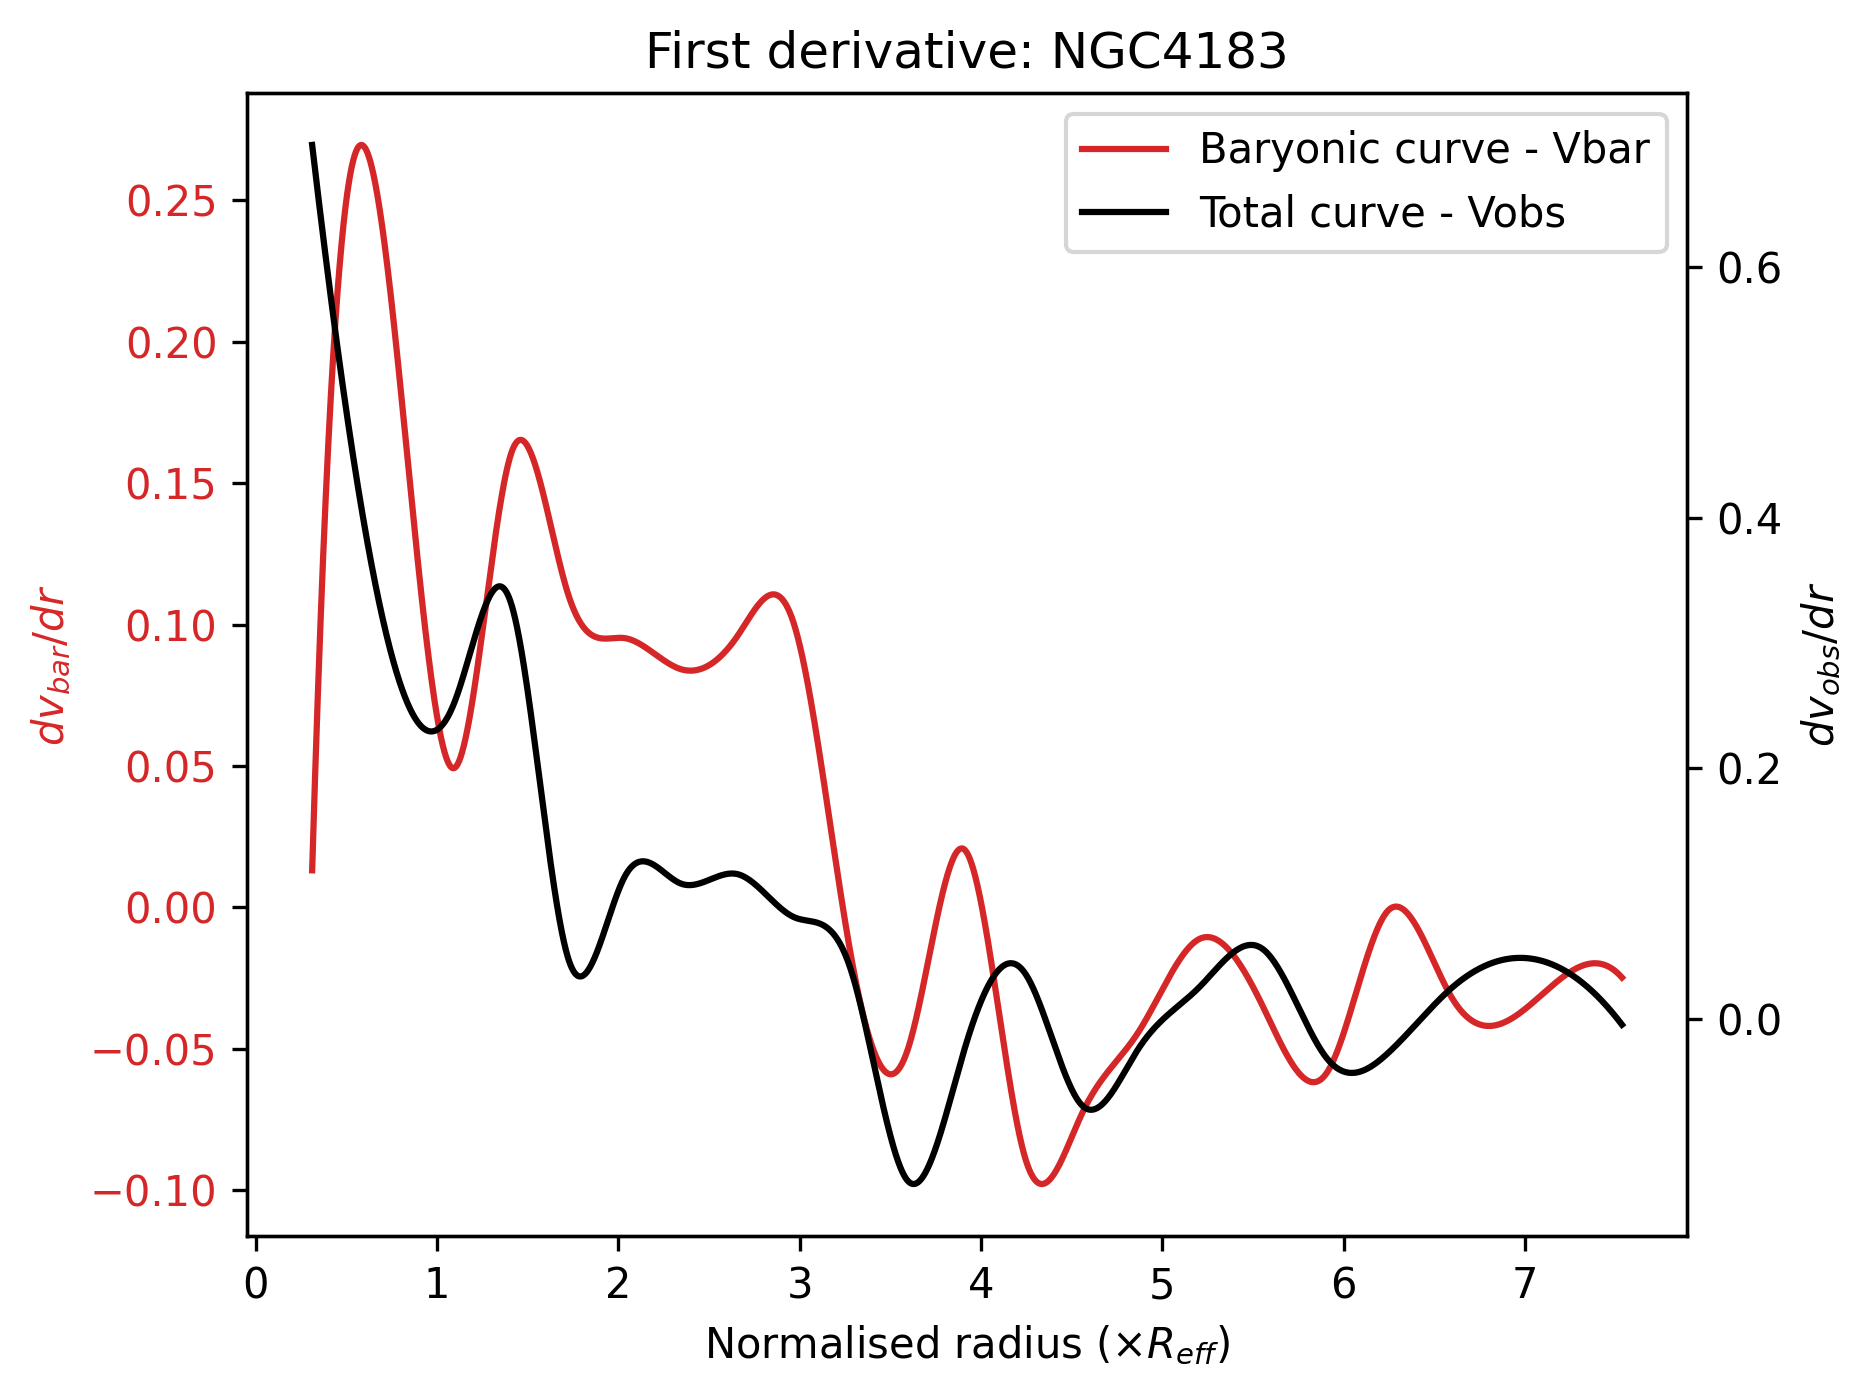 First derivative: NGC4183
Baryonic curve - Vbar
Total curve - Vobs
0.25
0.20
0.15
0.10
0.05
0.00
−0.05
−0.10
dv_bar/dr
0.6
0.4
0.2
0.0
dv_obs/dr
0 1 2 3 4 5 6 7
Normalised radius (×R_eff)